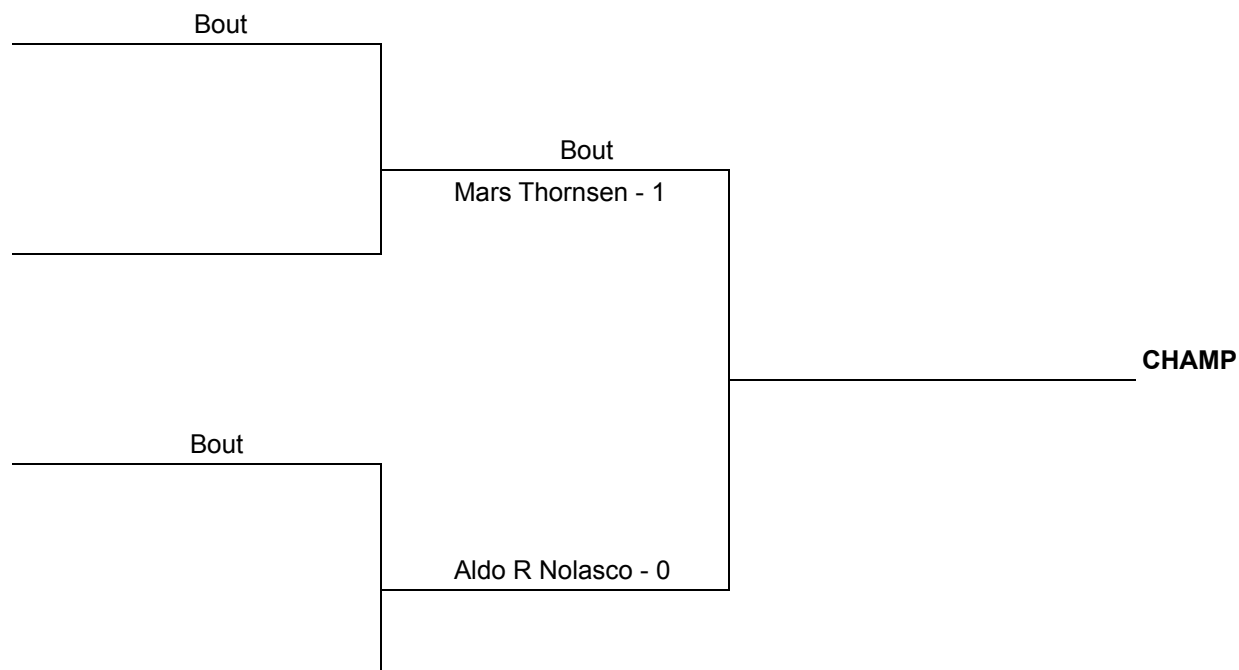 Bout
Bout
Mars Thornsen - 1
CHAMP
Bout
Aldo R Nolasco - 0